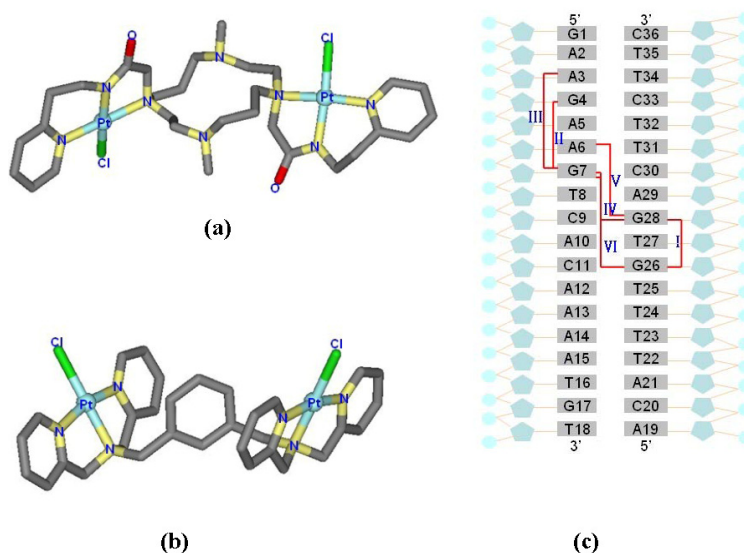 Cl
O
N
N
N
N
Pt
Cl
N
N
N
Pt
N
N
O
(a)
Cl
Cl
Pt
N
N
N
Pt
N
N
N
(b)
5' 3'
G1 C36
A2 T35
A3 T34
G4 C33
III
A5 T32
II
A6 T31
G7 C30
V
T8 A29
IV
C9 G28
A10 T27
VI I
C11 G26
A12 T25
A13 T24
A14 T23
A15 T22
T16 A21
G17 C20
T18 A19
3' 5'
(c)